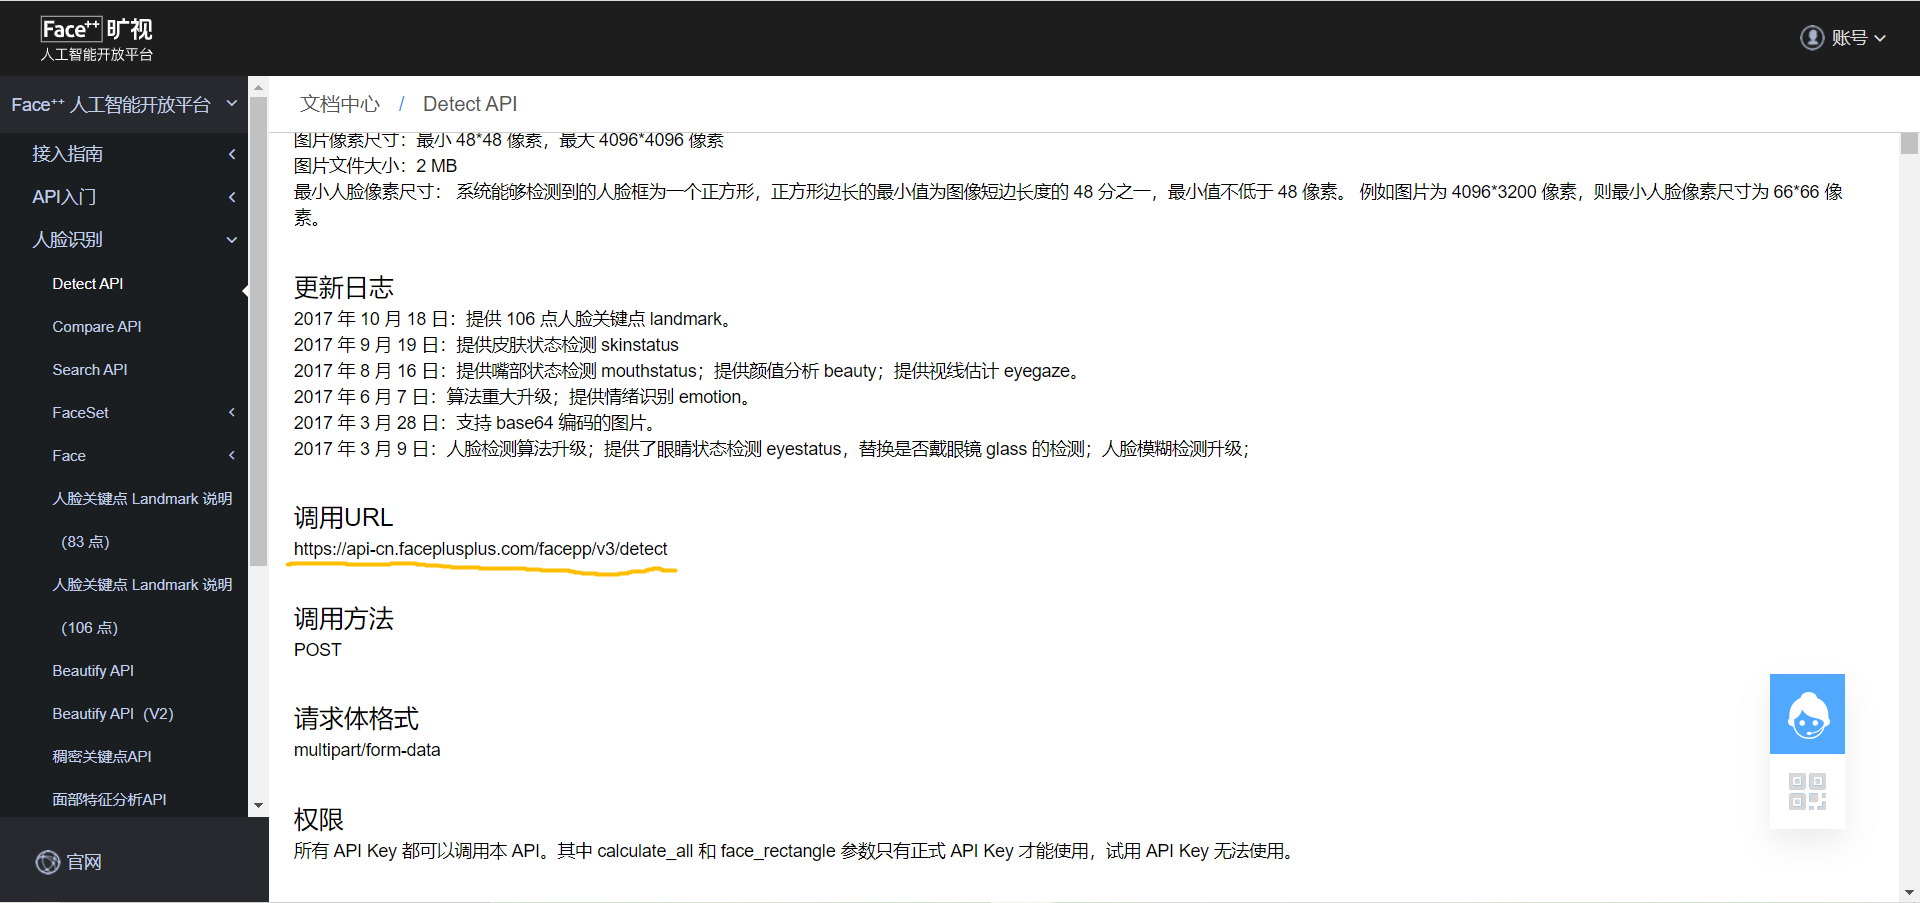 Face++ 旷视
人工智能开放平台
账号
Face++ 人工智能开放平台
接入指南
API入门
人脸识别
Detect API
Compare API
Search API
FaceSet
Face
人脸关键点 Landmark 说明
(83 点)
人脸关键点 Landmark 说明
(106 点)
Beautify API
Beautify API（V2）
稠密关键点API
面部特征分析API
官网
文档中心 / Detect API
图片像素尺寸：最小 48*48 像素，最大 4096*4096 像素
图片文件大小：2 MB
最小人脸像素尺寸： 系统能够检测到的人脸框为一个正方形，正方形边长的最小值为图像短边长度的 48 分之一，最小值不低于 48 像素。 例如图片为 4096*3200 像素，则最小人脸像素尺寸为 66*66 像
素。
更新日志
2017 年 10 月 18 日：提供 106 点人脸关键点 landmark。
2017 年 9 月 19 日：提供皮肤状态检测 skinstatus
2017 年 8 月 16 日：提供嘴部状态检测 mouthstatus；提供颜值分析 beauty；提供视线估计 eyegaze。
2017 年 6 月 7 日：算法重大升级；提供情绪识别 emotion。
2017 年 3 月 28 日：支持 base64 编码的图片。
2017 年 3 月 9 日：人脸检测算法升级；提供了眼睛状态检测 eyestatus，替换是否戴眼镜 glass 的检测；人脸模糊检测升级；
调用URL
https://api-cn.faceplusplus.com/facepp/v3/detect
调用方法
POST
请求体格式
multipart/form-data
权限
所有 API Key 都可以调用本 API。其中 calculate_all 和 face_rectangle 参数只有正式 API Key 才能使用，试用 API Key 无法使用。